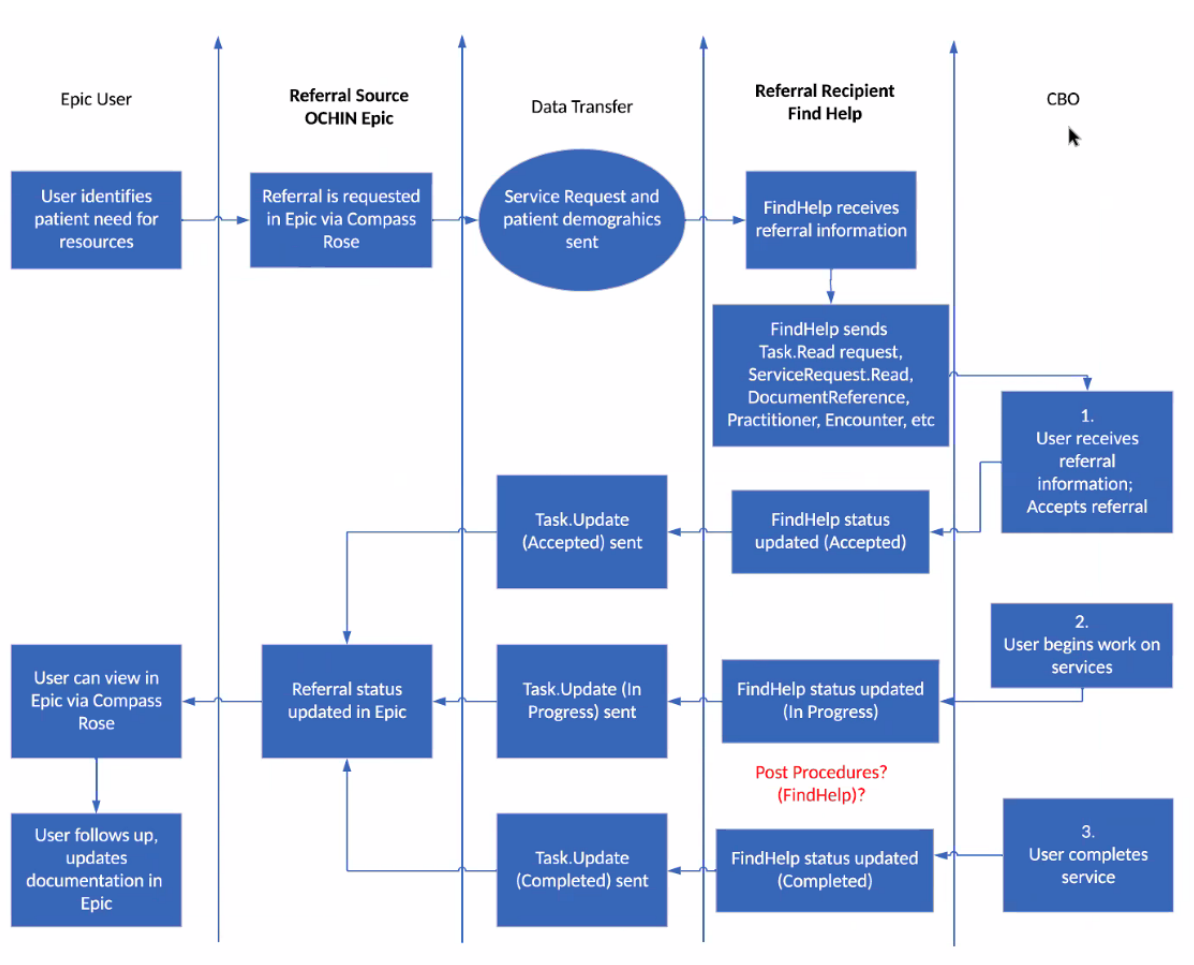 Epic User
Referral Source
OCHIN Epic
Data Transfer
Referral Recipient
Find Help
CBO
User identifies
patient need for
resources
Referral is requested
in Epic via Compass
Rose
Service Request and
patient demograhics
sent
FindHelp receives
referral information
FindHelp sends
Task.Read request,
ServiceRequest.Read,
DocumentReference,
Practitioner, Encounter, etc
1.
User receives
referral
information;
Accepts referral
Task.Update
(Accepted) sent
FindHelp status
updated (Accepted)
2.
User begins work on
services
User can view in
Epic via Compass
Rose
Referral status
updated in Epic
Task.Update (In
Progress) sent
FindHelp status updated
(In Progress)
Post Procedures?
(FindHelp)?
User follows up,
updates
documentation in
Epic
Task.Update
(Completed) sent
FindHelp status updated
(Completed)
3.
User completes
service